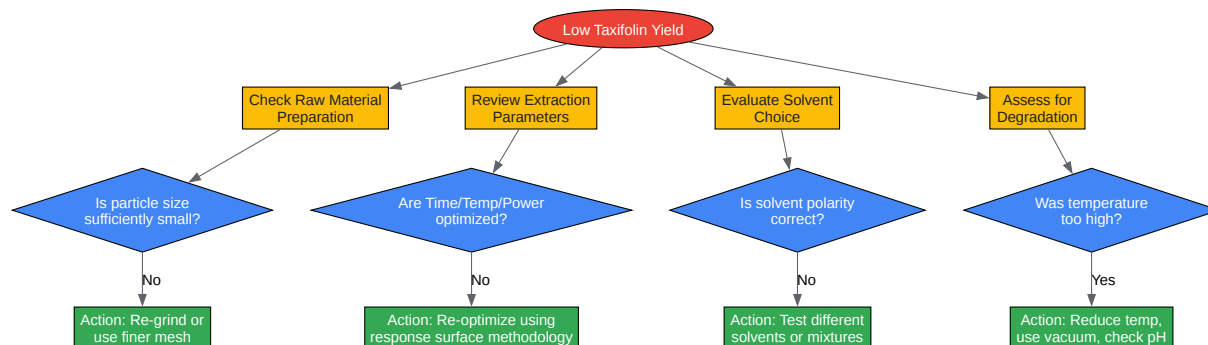 Low Taxifolin Yield
Check Raw Material
Preparation
Review Extraction
Parameters
Evaluate Solvent
Choice
Assess for
Degradation
Is particle size
sufficiently small?
Are Time/Temp/Power
optimized?
Is solvent polarity
correct?
Was temperature
too high?
No
No
No
Yes
Action: Re-grind or
use finer mesh
Action: Re-optimize using
response surface methodology
Action: Test different
solvents or mixtures
Action: Reduce temp,
use vacuum, check pH